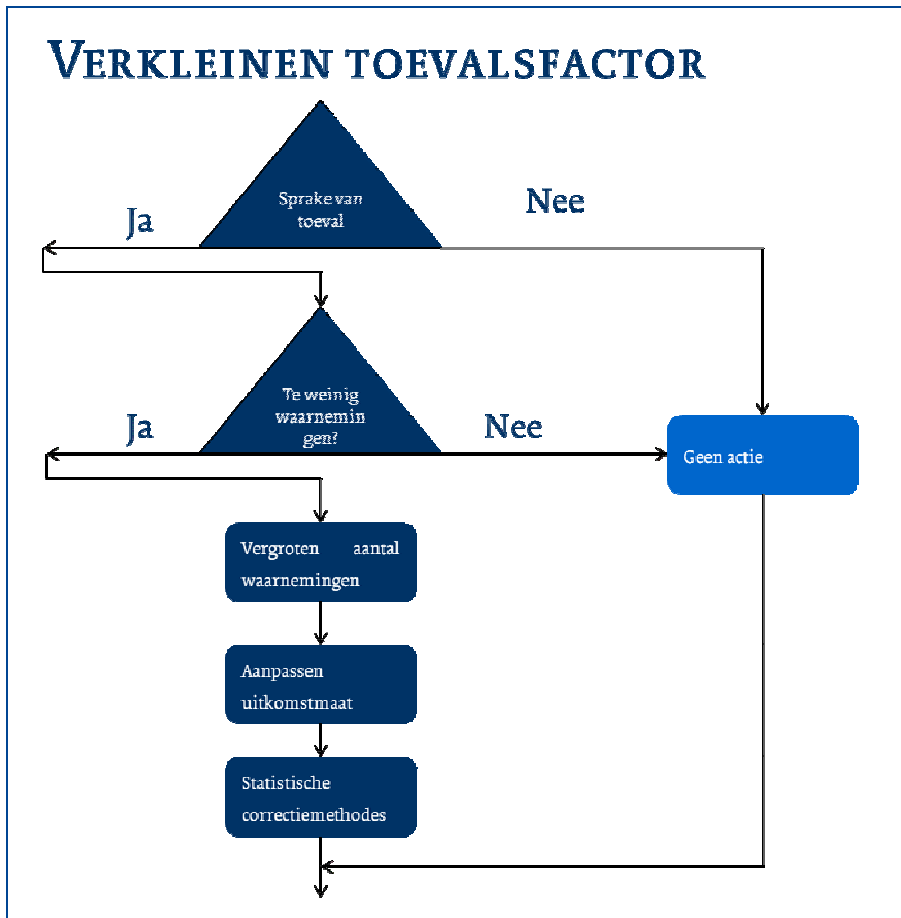 VERKLEINEN TOEVALSFACTOR
Sprake van
toeval
Ja
Nee
Te weinig
waarnemin
gen?
Ja
Nee
Geen actie
Vergroten aantal
waarnemingen
Aanpassen
uitkomstmaat
Statistische
correctiemethodes